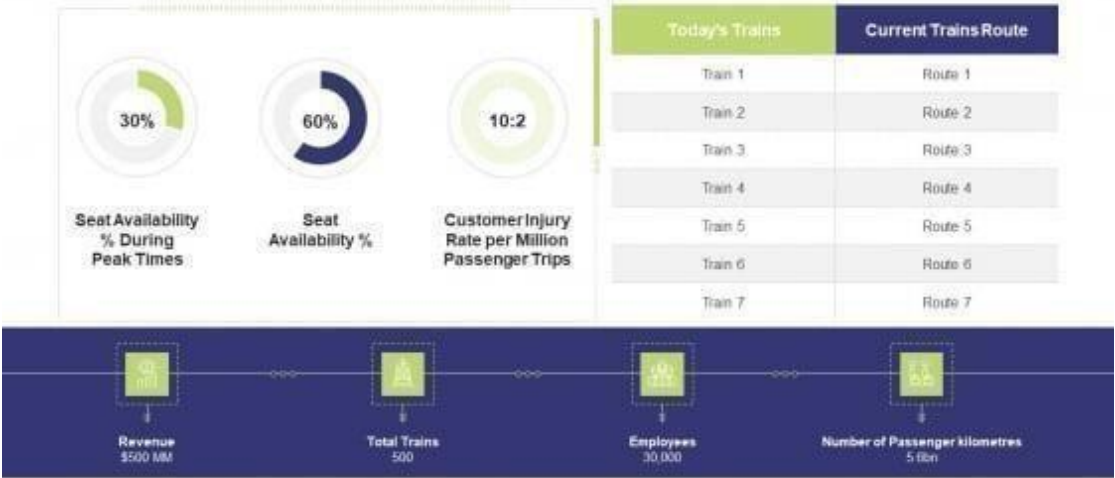 30%
60%
10:2
Seat Availability
% During
Peak Times
Seat
Availability %
Customer Injury
Rate per Million
Passenger Trips
Today's Trains Current Trains Route
Train 1 Route 1
Train 2 Route 2
Train 3 Route 3
Train 4 Route 4
Train 5 Route 5
Train 6 Route 6
Train 7 Route 7
Revenue
$500 MM
Total Trains
500
Employees
30,000
Number of Passenger kilometres
5.6bn